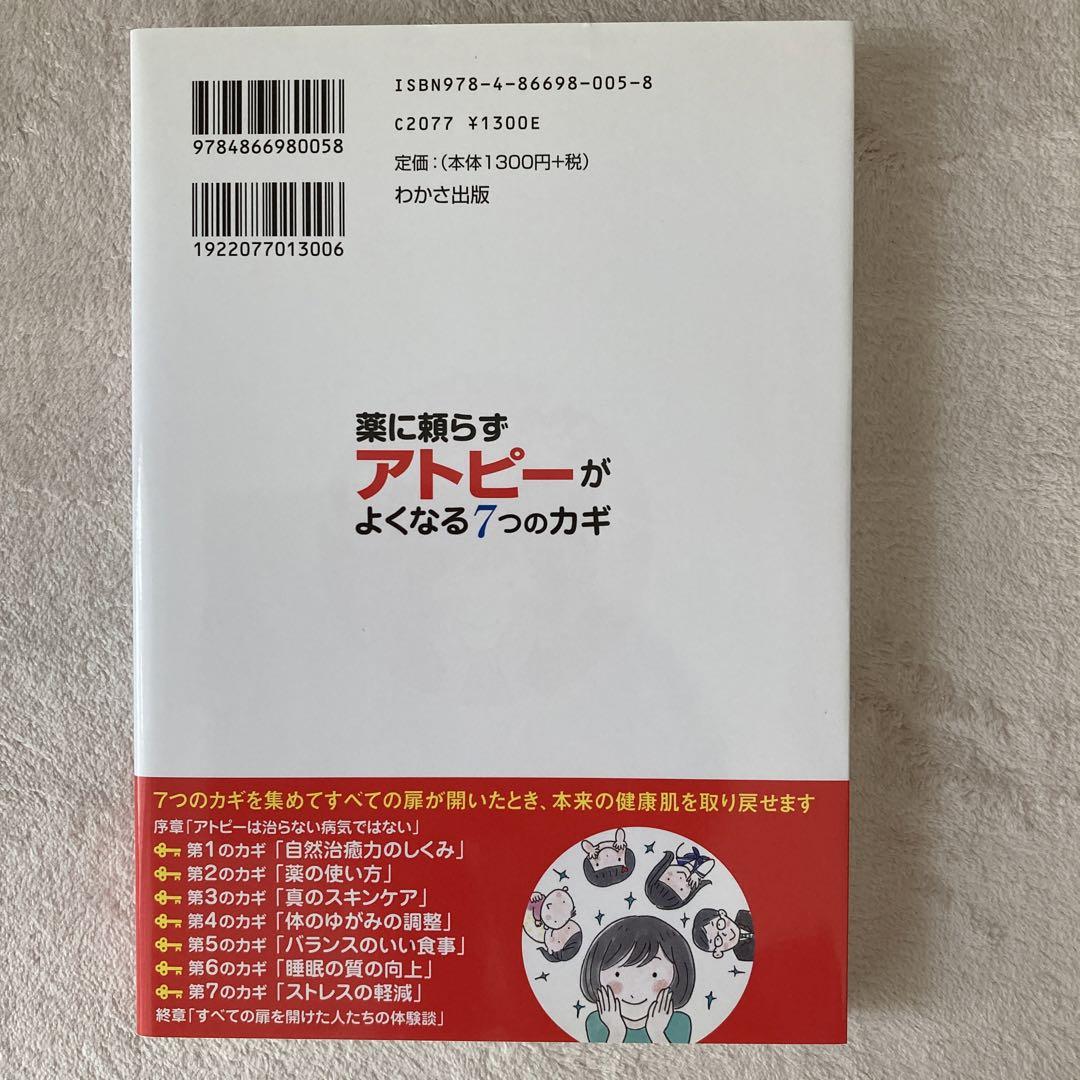 ISBN978-4-86698-005-8
9784866980058
C2077 ¥1300E
定価:(本体1300円+税)
わかさ出版
1922077013006
薬に頼らず
アトピーが
よくなる7つのカギ
7つのカギを集めてすべての扉が開いたとき、本来の健康肌を取り戻せます
序章「アトピーは治らない病気ではない」
第1のカギ「自然治癒力のしくみ」
第2のカギ「薬の使い方」
第3のカギ「真のスキンケア」
第4のカギ「体のゆがみの調整」
第5のカギ「バランスのいい食事」
第6のカギ「睡眠の質の向上」
第7のカギ「ストレスの軽減」
終章「すべての扉を開けた人たちの体験談」